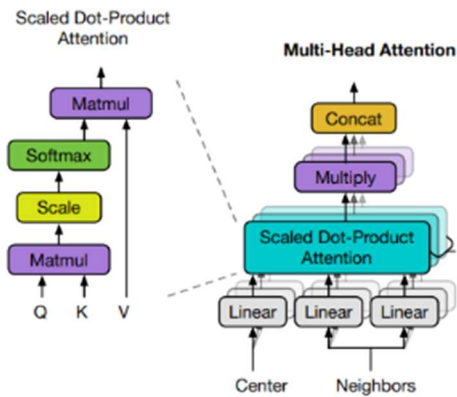 Scaled Dot-Product
Attention
Matmul
Softmax
Scale
Matmul
Q K V
Multi-Head Attention
Concat
Multiply
Scaled Dot-Product
Attention
Linear Linear Linear
Center Neighbors